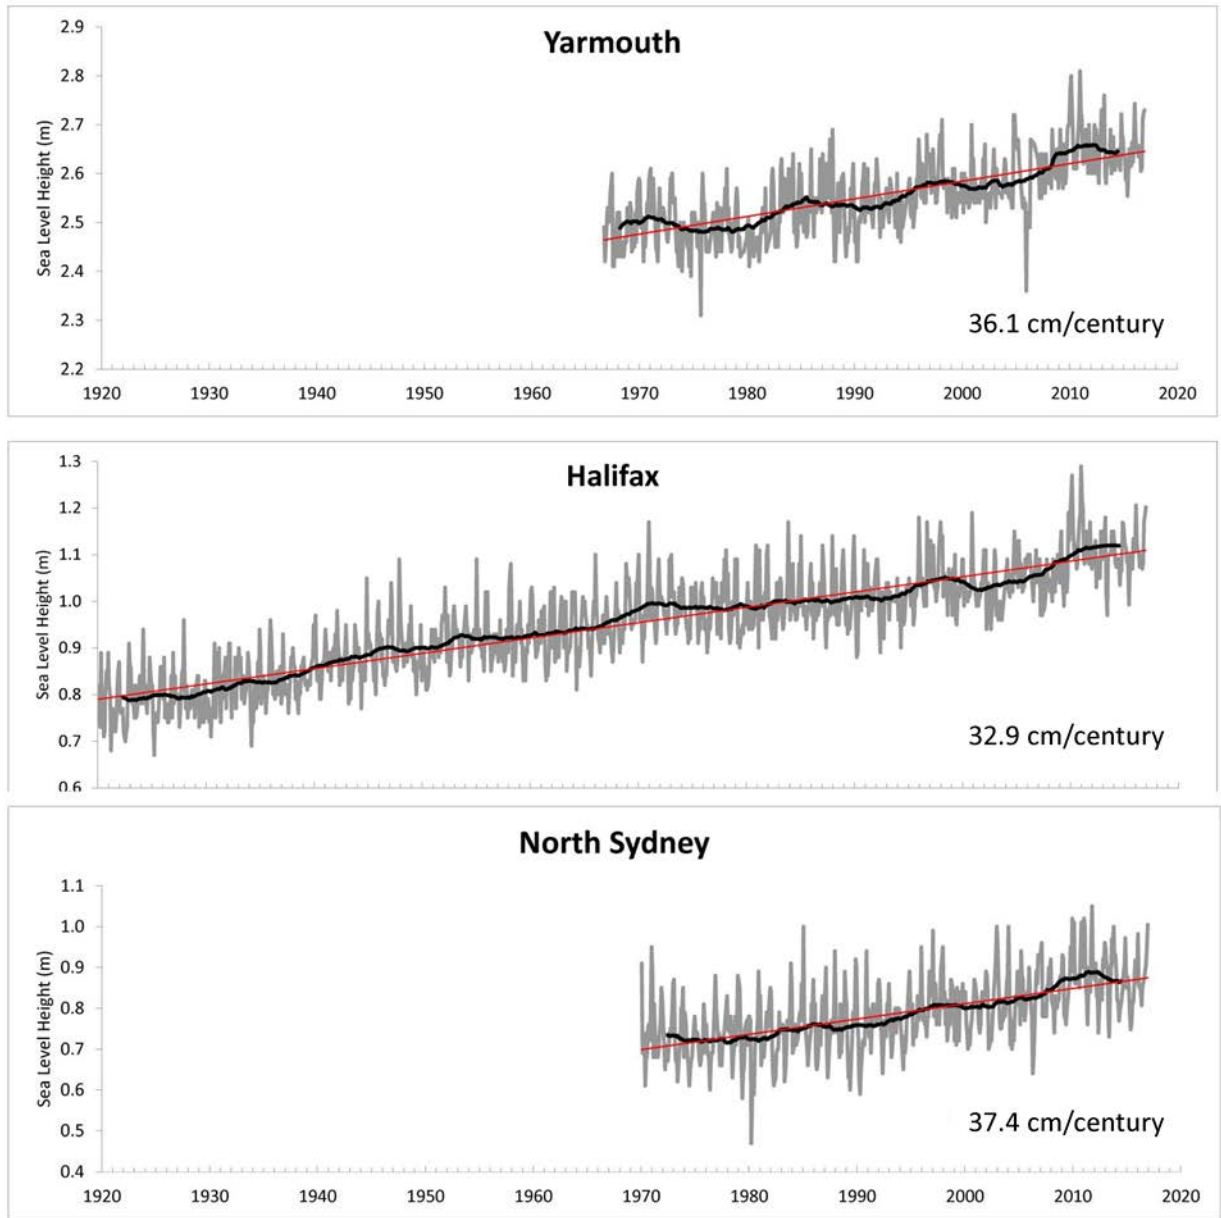 Yarmouth
Sea Level Height (m)
2.9
2.8
2.7
2.6
2.5
2.4
2.3
2.2
36.1 cm/century
1920 1930 1940 1950 1960 1970 1980 1990 2000 2010 2020
Halifax
Sea Level Height (m)
1.3
1.2
1.1
1.0
0.9
0.8
0.7
0.6
32.9 cm/century
North Sydney
Sea Level Height (m)
1.1
1.0
0.9
0.8
0.7
0.6
0.5
0.4
37.4 cm/century
1920 1930 1940 1950 1960 1970 1980 1990 2000 2010 2020